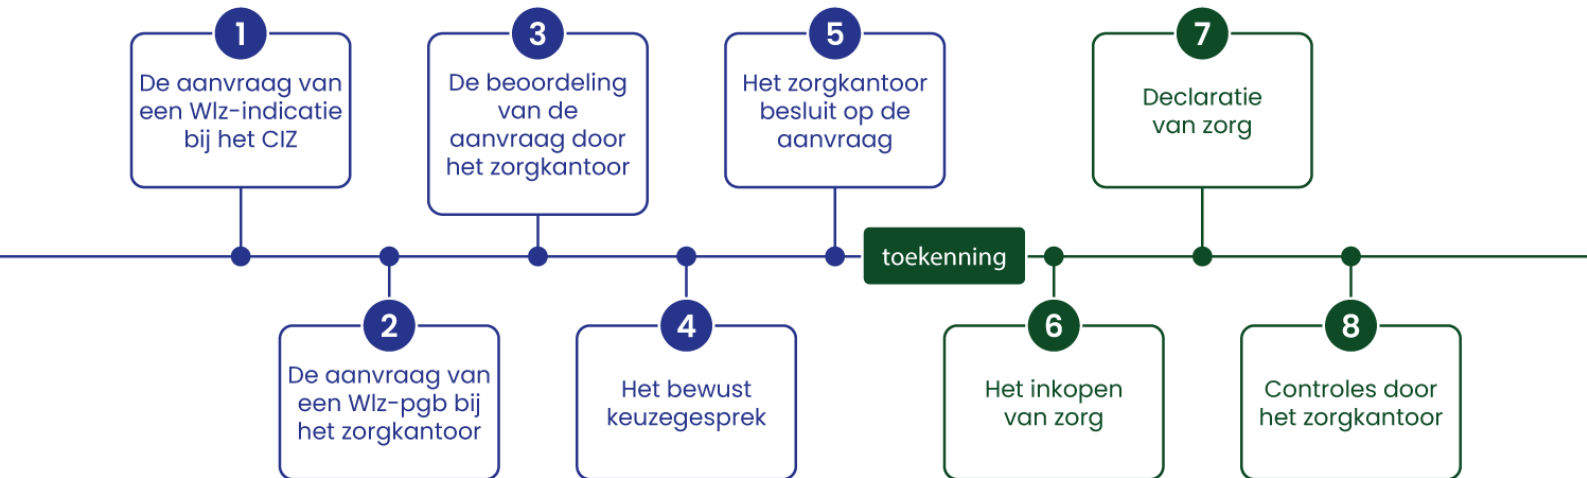 1
De aanvraag van
een Wlz-indicatie
bij het CIZ
2
De aanvraag van
een Wlz-pgb bij
het zorgkantoor
3
De beoordeling
van de
aanvraag door
het zorgkantoor
4
Het bewust
keuzegesprek
5
Het zorgkantoor
besluit op de
aanvraag
toekenning
6
Het inkopen
van zorg
7
Declaratie
van zorg
8
Controles door
het zorgkantoor